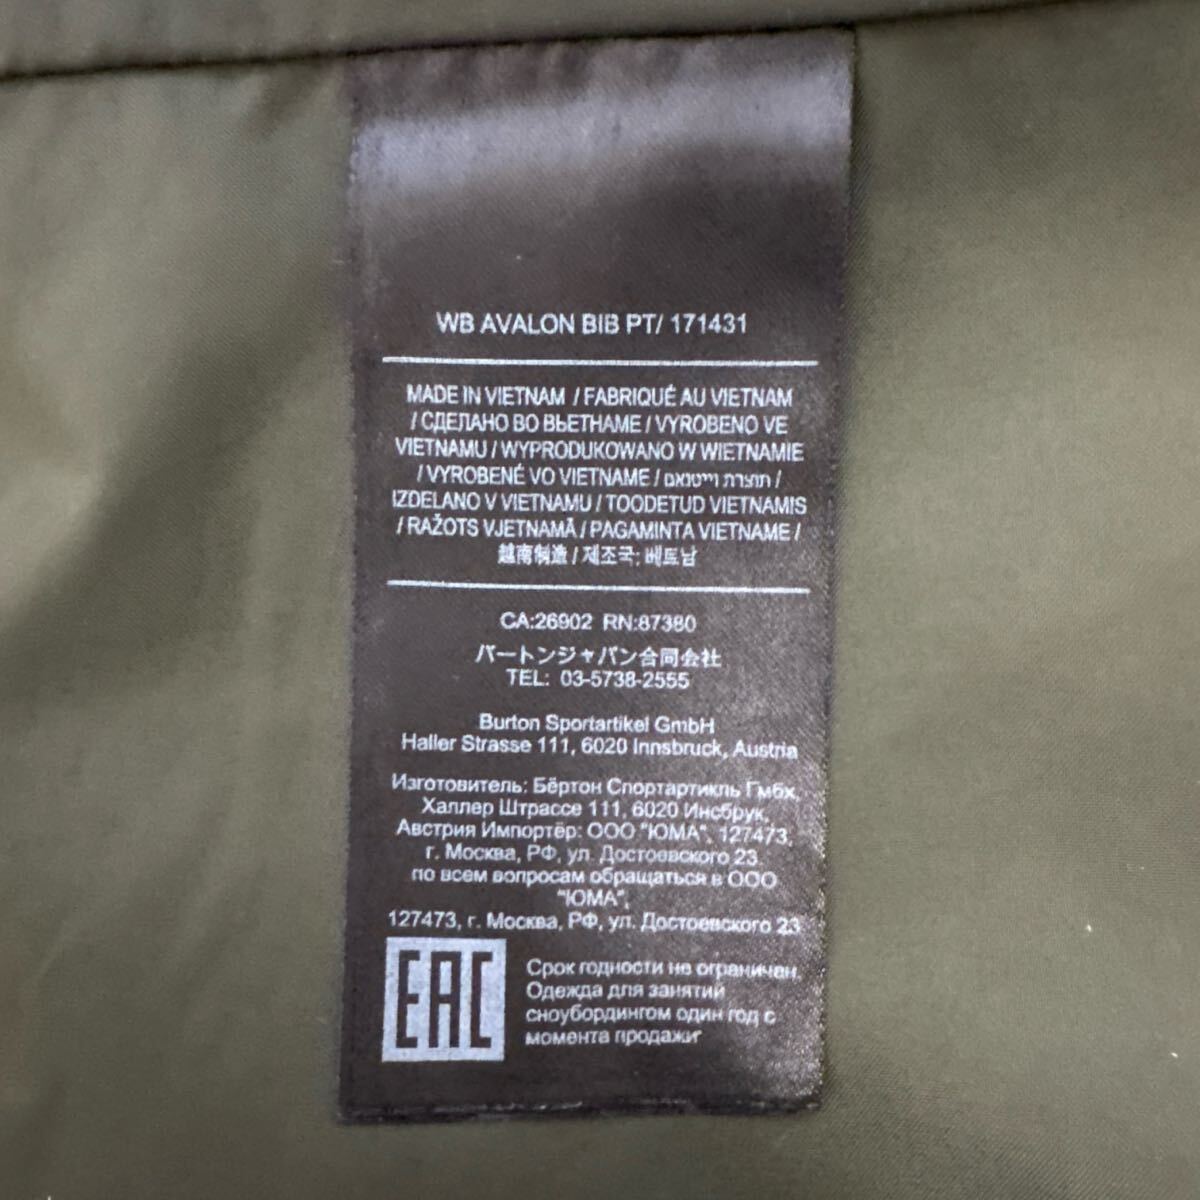 WB AVALON BIB PT/ 171431
MADE IN VIETNAM / FABRIQUÉ AU VIETNAM
/ СДЕЛАНО ВО ВЬЕТНАМЕ / VYROBENO VE
VIETNAMU / WYPRODUKOWANO W WIETNAMIE
/ VYROBENÉ VO VIETNAME / תוצרת וייטנאם /
IZDELANO V VIETNAMU / TOODETUD VIETNAMIS
/ RAŽOTS VJETNAMĀ / PAGAMINTA VIETNAME /
越南制造 / 제조국: 베트남
CA:26902 RN:87380
バートンジャパン合同会社
TEL: 03-5738-2555
Burton Sportartikel GmbH
Haller Strasse 111, 6020 Innsbruck, Austria
Изготовитель: Бёртон Спортартикль Гмбх,
Халлер Штрассе 111, 6020 Инсбрук,
Австрия Импортёр: ООО "ЮМА", 127473,
г. Москва, РФ, ул. Достоевского 23.
по всем вопросам обращаться в ООО
"ЮМА",
127473, г. Москва, РФ, ул. Достоевского 23
EAC
Срок годности не ограничен.
Одежда для занятий
сноубордингом один год с
момента продажи